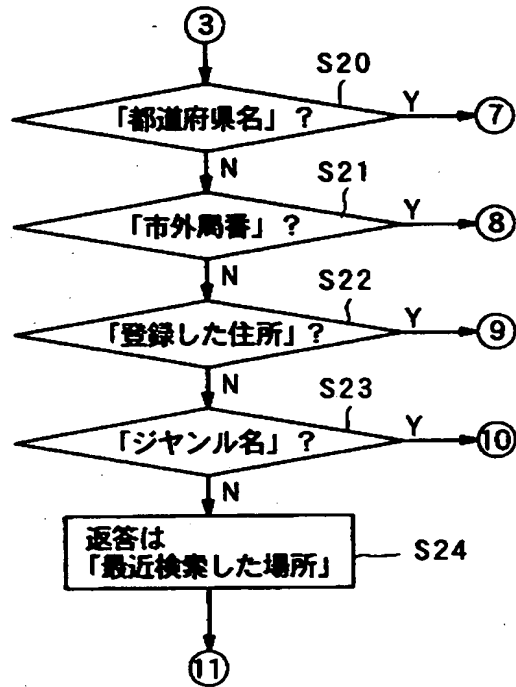 ③
S20
「都道府県名」？
Y
⑦
N
S21
「市外局番」？
Y
⑧
N
S22
「登録した住所」？
Y
⑨
N
S23
「ジヤンル名」？
Y
⑩
N
返答は
「最近検索した場所」
S24
⑪